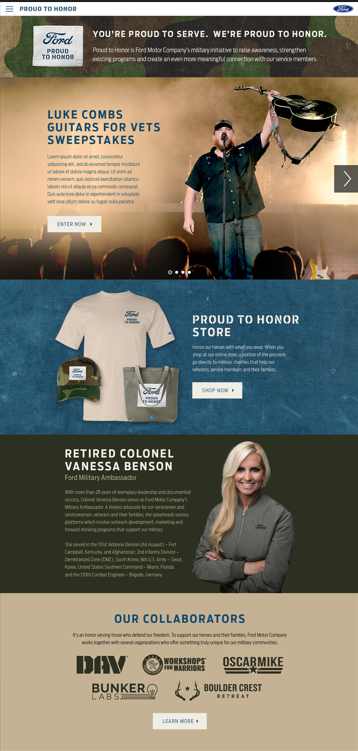 PROUD TO HONOR
Ford
Ford
PROUD
TO HONOR
YOU'RE PROUD TO SERVE. WE'RE PROUD TO HONOR.
Proud to Honor is Ford Motor Company's military initiative to raise awareness, strengthen
existing programs and create an even more meaningful connection with our service members.
LUKE COMBS
GUITARS FOR VETS
SWEEPSTAKES
Lorem ipsum dolor sit amet, consectetur
adipiscing elit, sed do eiusmod tempor incididunt
ut labore et dolore magna aliqua. Ut enim ad
minim veniam, quis nostrud exercitation ullamco
laboris nisi ut aliquip ex ea commodo consequat.
Duis aute irure dolor in reprehenderit in voluptate
velit esse cillum dolore eu fugiat nulla pariatur.
ENTER NOW
Ford
PROUD
TO HONOR
Ford
PROUD
TO HONOR
PROUD TO HONOR
STORE
Honor our heroes with what you wear. When you
shop at our online store, a portion of the proceeds
go directly to military charities that help our
veterans, service members and their families.
SHOP NOW
RETIRED COLONEL
VANESSA BENSON
Ford Military Ambassador
With more than 28 years of exemplary leadership and documented
success, Colonel Vanessa Benson serves as Ford Motor Company's
Military Ambassador. A tireless advocate for our servicemen and
servicewomen, veterans and their families, she spearheads various
platforms which involve outreach development, marketing and
forward-thinking programs that support our military.
She served in the 101st Airborne Division (Air Assault) – Fort
Campbell, Kentucky, and Afghanistan; 2nd Infantry Division –
Demilitarized Zone (DMZ), South Korea; 8th U.S. Army – Seoul,
Korea; United States Southern Command – Miami, Florida;
and the 130th Combat Engineer – Brigade, Germany.
OUR COLLABORATORS
It's an honor serving those who defend our freedom. To support our heroes and their families, Ford Motor Company
works together with several organizations who offer something truly unique for our military communities.
DAV
WORKSHOPS
FOR WARRIORS
OSCARMIKE
BUNKER
LABS
BOULDER CREST
RETREAT
LEARN MORE